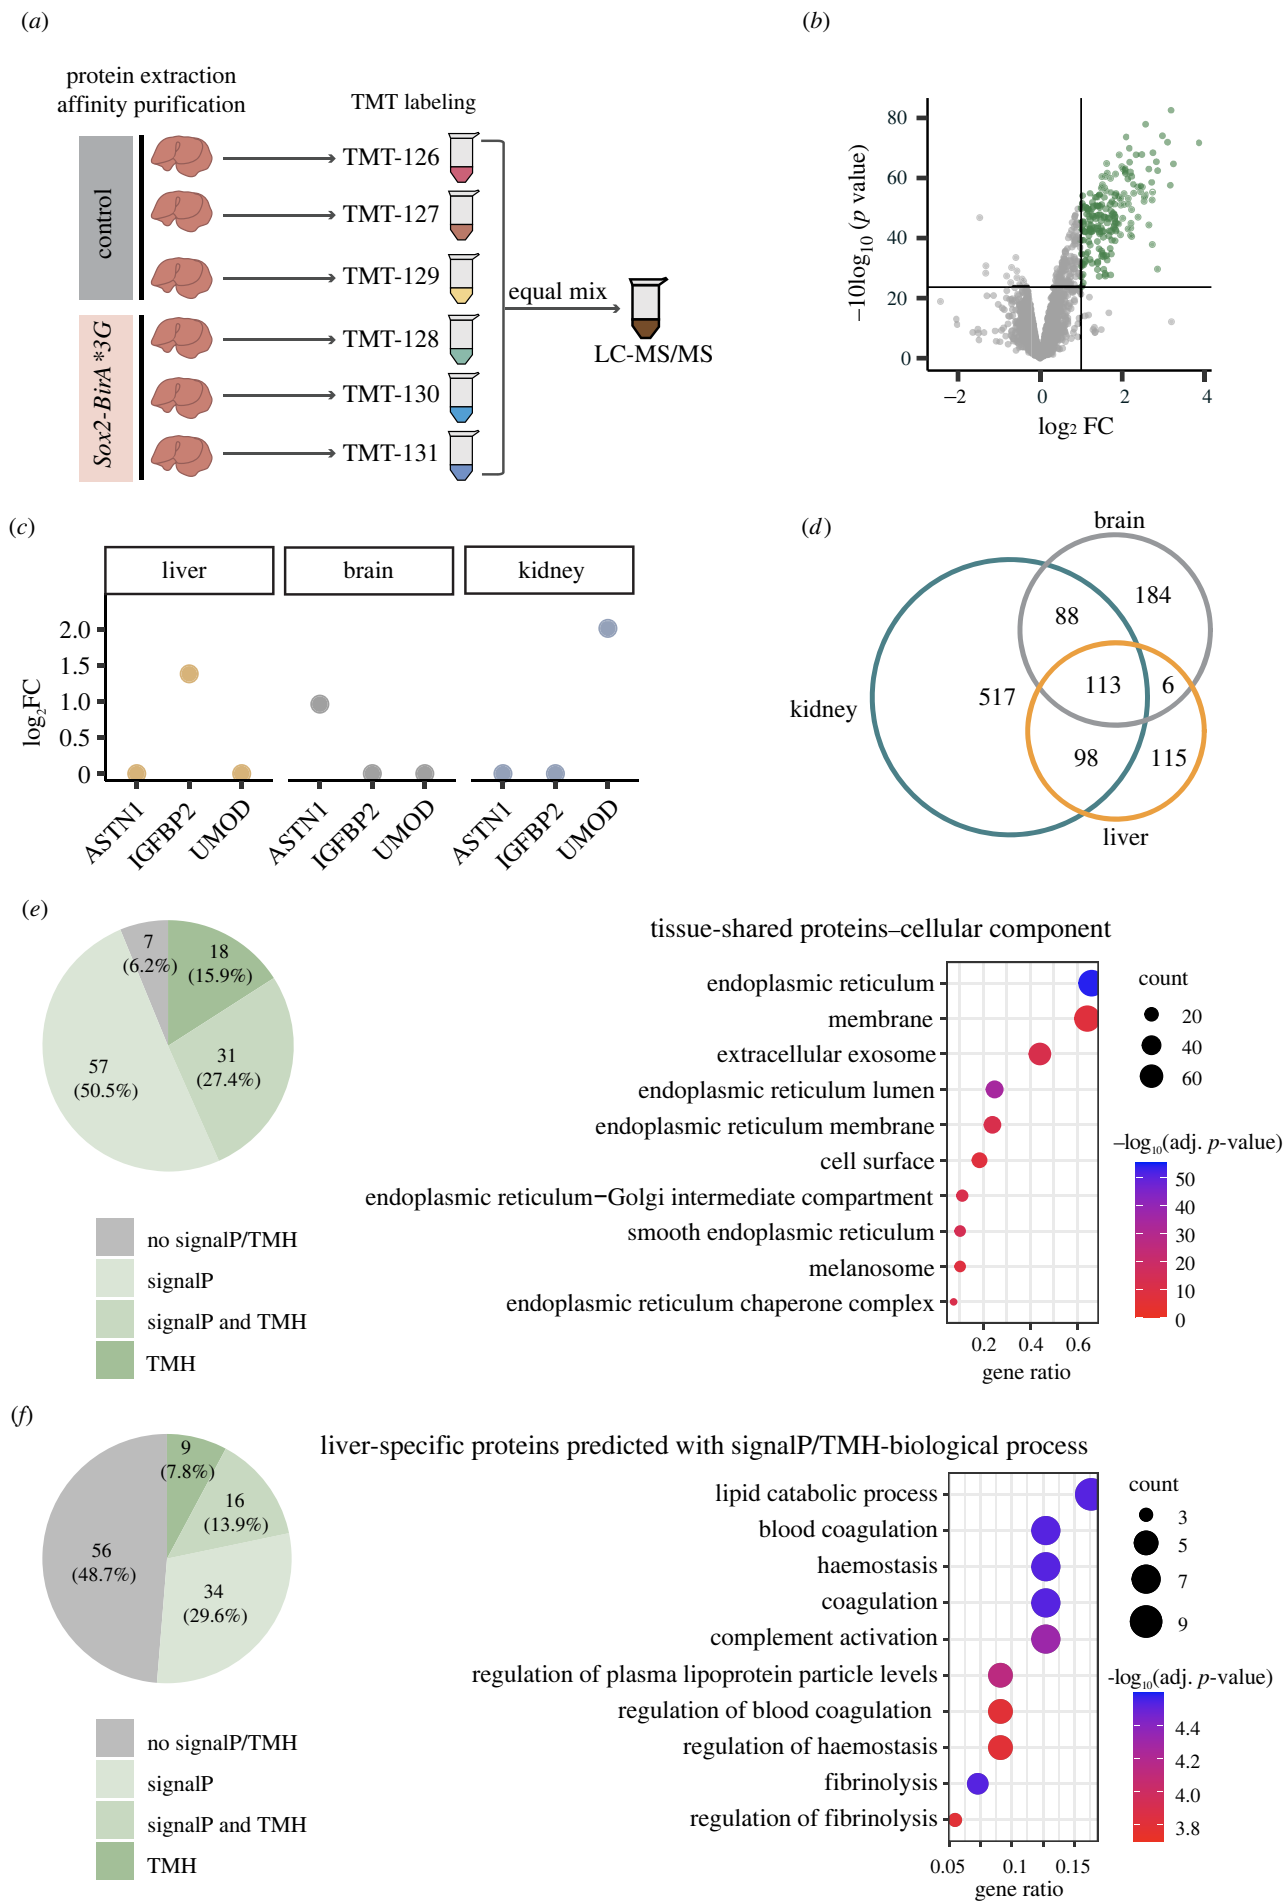 (a)
protein extraction
affinity purification
TMT labeling
control
Sox2-BirA*3G
TMT-126
TMT-127
TMT-129
TMT-128
TMT-130
TMT-131
equal mix
LC-MS/MS
(b)
−10log10 (p value)
80
60
40
20
0
−2
0
2
4
log2 FC
(c)
liver
brain
kidney
log2FC
2.0
1.5
1.0
0.5
0
ASTN1
IGFBP2
UMOD
ASTN1
IGFBP2
UMOD
ASTN1
IGFBP2
UMOD
(d)
brain
184
88
113
6
517
kidney
98
115
liver
(e)
7
(6.2%)
18
(15.9%)
31
(27.4%)
57
(50.5%)
no signalP/TMH
signalP
signalP and TMH
TMH
tissue-shared proteins–cellular component
endoplasmic reticulum
membrane
extracellular exosome
endoplasmic reticulum lumen
endoplasmic reticulum membrane
cell surface
endoplasmic reticulum−Golgi intermediate compartment
smooth endoplasmic reticulum
melanosome
endoplasmic reticulum chaperone complex
0.2
0.4
0.6
gene ratio
count
20
40
60
−log10(adj. p-value)
50
40
30
20
10
0
(f)
9
(7.8%)
16
(13.9%)
34
(29.6%)
56
(48.7%)
no signalP/TMH
signalP
signalP and TMH
TMH
liver-specific proteins predicted with signalP/TMH-biological process
lipid catabolic process
blood coagulation
haemostasis
coagulation
complement activation
regulation of plasma lipoprotein particle levels
regulation of blood coagulation
regulation of haemostasis
fibrinolysis
regulation of fibrinolysis
0.05
0.1
0.15
gene ratio
count
3
5
7
9
-log10(adj. p-value)
4.4
4.2
4.0
3.8